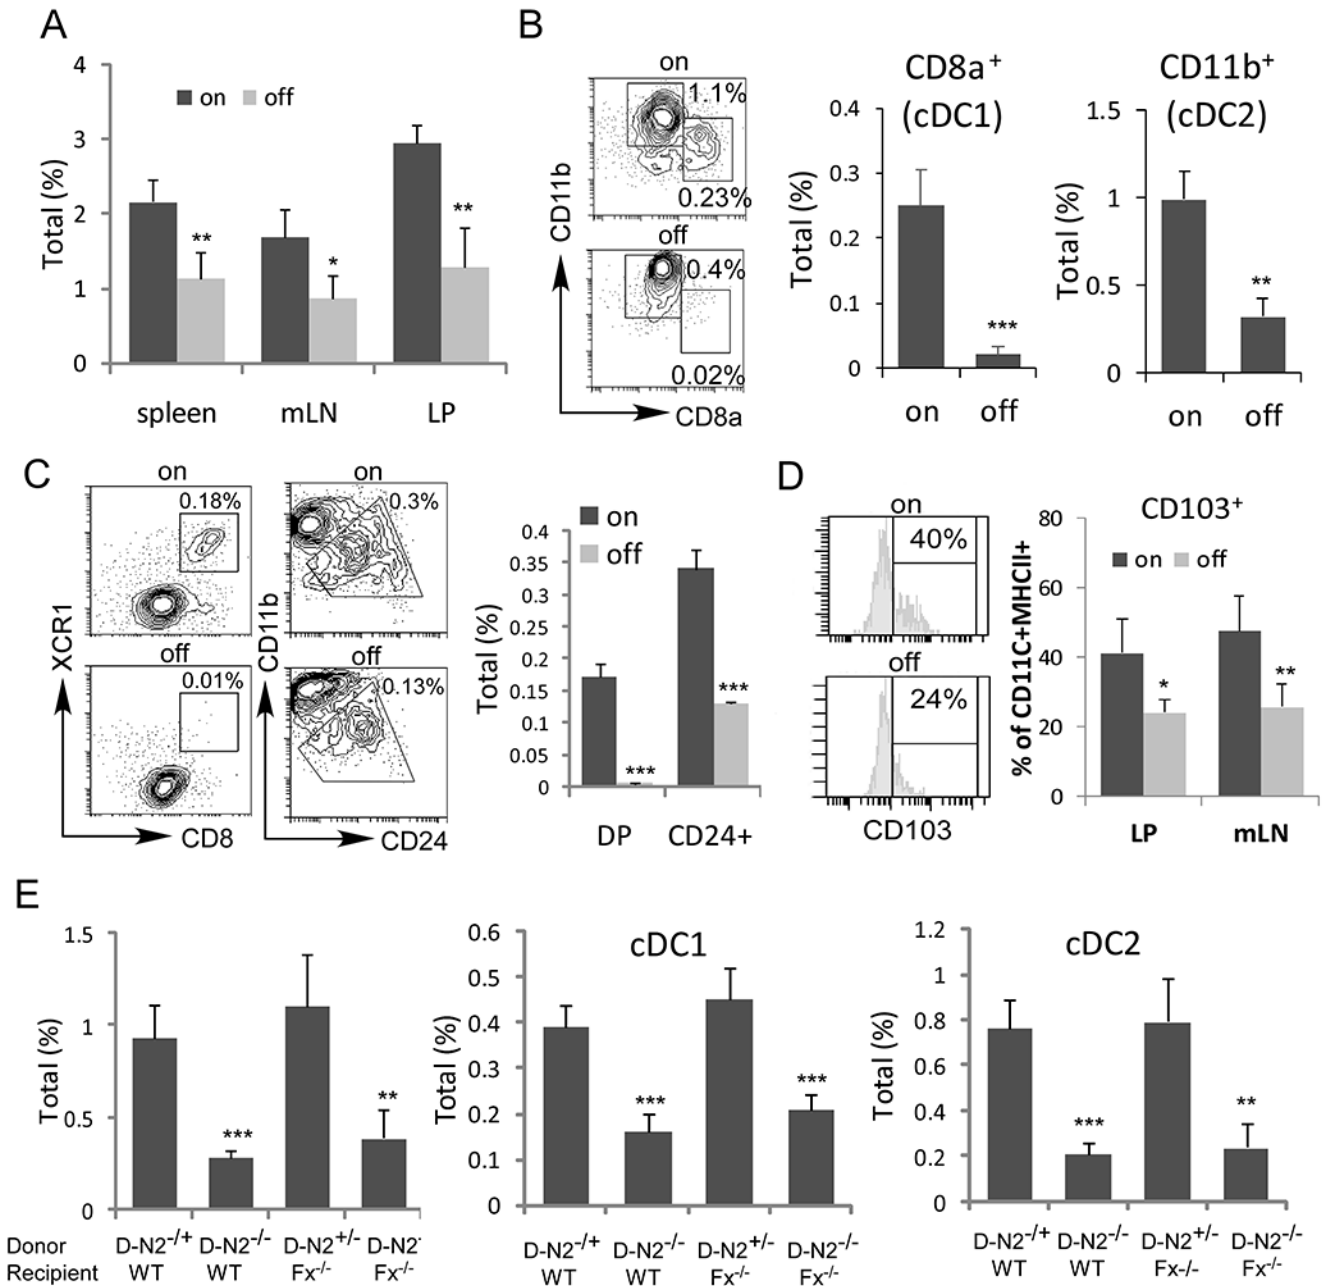 A
4
3
2
1
0
Total (%)
on off
**
*
**
spleen mLN LP
B
on
1.1%
0.23%
off
0.4%
0.02%
CD11b
CD8a
CD8a+
(cDC1)
0.4
0.3
0.2
0.1
0
Total (%)
***
on off
CD11b+
(cDC2)
1.5
1
0.5
0
Total (%)
**
on off
C
on
0.18%
off
0.01%
XCR1
CD8
on
0.3%
off
0.13%
CD11b
CD24
on
off
0.4
0.35
0.3
0.25
0.2
0.15
0.1
0.05
0
Total (%)
***
***
DP CD24+
D
on
40%
off
24%
CD103
CD103+
on off
80
60
40
20
0
% of CD11C+MHCII+
*
**
LP mLN
E
1.5
1
0.5
0
Total (%)
***
**
Donor D-N2-/+ D-N2-/- D-N2+/- D-N2-
Recipient WT WT Fx-/- Fx-/-
cDC1
0.6
0.5
0.4
0.3
0.2
0.1
0
Total (%)
***
***
D-N2-/+ D-N2-/- D-N2+/- D-N2-/-
WT WT Fx-/- Fx-/-
cDC2
1.2
1
0.8
0.6
0.4
0.2
0
Total (%)
***
**
D-N2-/+ D-N2-/- D-N2+/- D-N2-/-
WT WT Fx-/- Fx-/-